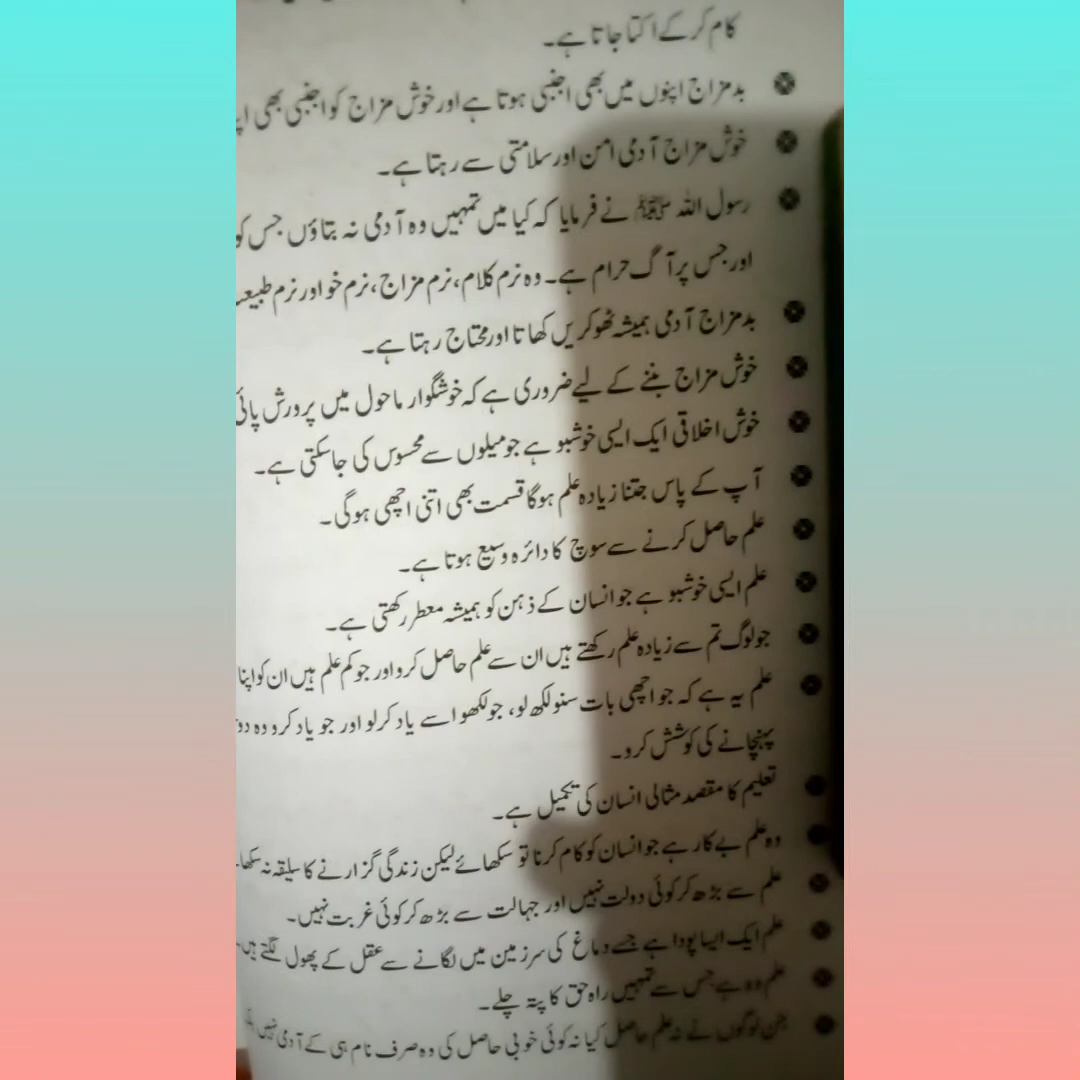 کام کر کے اکتا جاتا ہے۔
بدمزاج اپنوں میں بھی اجنبی ہوتا ہے اور خوش مزاج کو اجنبی بھی
خوش مزاج آدمی امن اور سلامتی سے رہتا ہے۔
رسول اللہ ﷺ نے فرمایا کہ کیا میں تمہیں وہ آدمی نہ بتاؤں جس کو
اور جس پر آگ حرام ہے۔ وہ نرم کلام، نرم مزاج، نرم خو اور نرم
بدمزاج آدمی ہمیشہ ٹھوکریں کھاتا اور محتاج رہتا ہے۔
خوش مزاج بننے کے لیے ضروری ہے کہ خوشگوار ماحول میں پرورش پائی
خوش اخلاقی ایک ایسی خوشبو ہے جو میلوں سے محسوس کی جاسکتی ہے۔
آپ کے پاس جتنا زیادہ علم ہوگا قسمت بھی اتنی اچھی ہوگی۔
علم حاصل کرنے سے سوچ کا دائرہ وسیع ہوتا ہے۔
علم ایسی خوشبو ہے جو انسان کے ذہن کو ہمیشہ معطر رکھتی ہے۔
جو لوگ تم سے زیادہ علم رکھتے ہیں ان سے علم حاصل کرو اور جو کم علم ہیں ان کو اپنا
علم یہ ہے کہ جو اچھی بات سنو لکھ لو، جو لکھو اسے یاد کرلو اور جو یاد کرو وہ
پہنچانے کی کوشش کرو۔
تعلیم کا مقصد مثالی انسان کی تکمیل ہے۔
وہ علم بے کار ہے جو انسان کو کام کرنا تو سکھائے لیکن زندگی گزارنے کا سلیقہ نہ
علم سے بڑھ کر کوئی دولت نہیں اور جہالت سے بڑھ کر کوئی غربت نہیں۔
علم ایک ایسا پودا ہے جسے دماغ کی سرزمین میں لگانے سے عقل کے پھول لگتے ہیں۔
علم وہ ہے جس سے تمہیں راہ حق کا پتہ چلے۔
جن لوگوں نے نہ علم حاصل کیا نہ کوئی خوبی حاصل کی وہ صرف نام ہی کے آدمی نہیں